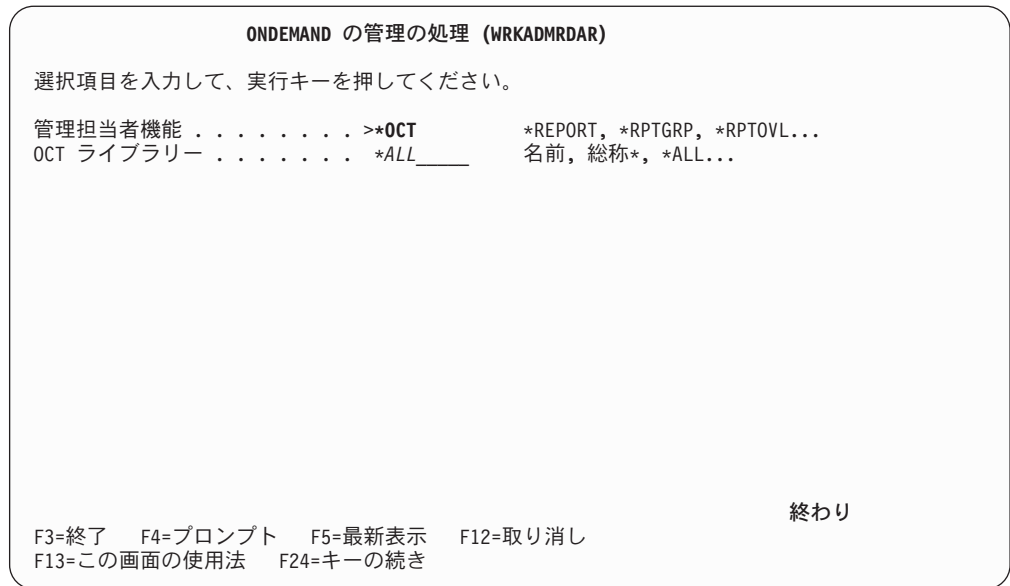 ONDEMAND の管理の処理 (WRKADMRDAR)
選択項目を入力して、実行キーを押してください。
管理担当者機能 . . . . . . . . >*OCT *REPORT, *RPTGRP, *RPTOVL...
OCT ライブラリー . . . . . . . *ALL_____ 名前, 総称*, *ALL...
終わり
F3=終了 F4=プロンプト F5=最新表示 F12=取り消し
F13=この画面の使用法 F24=キーの続き